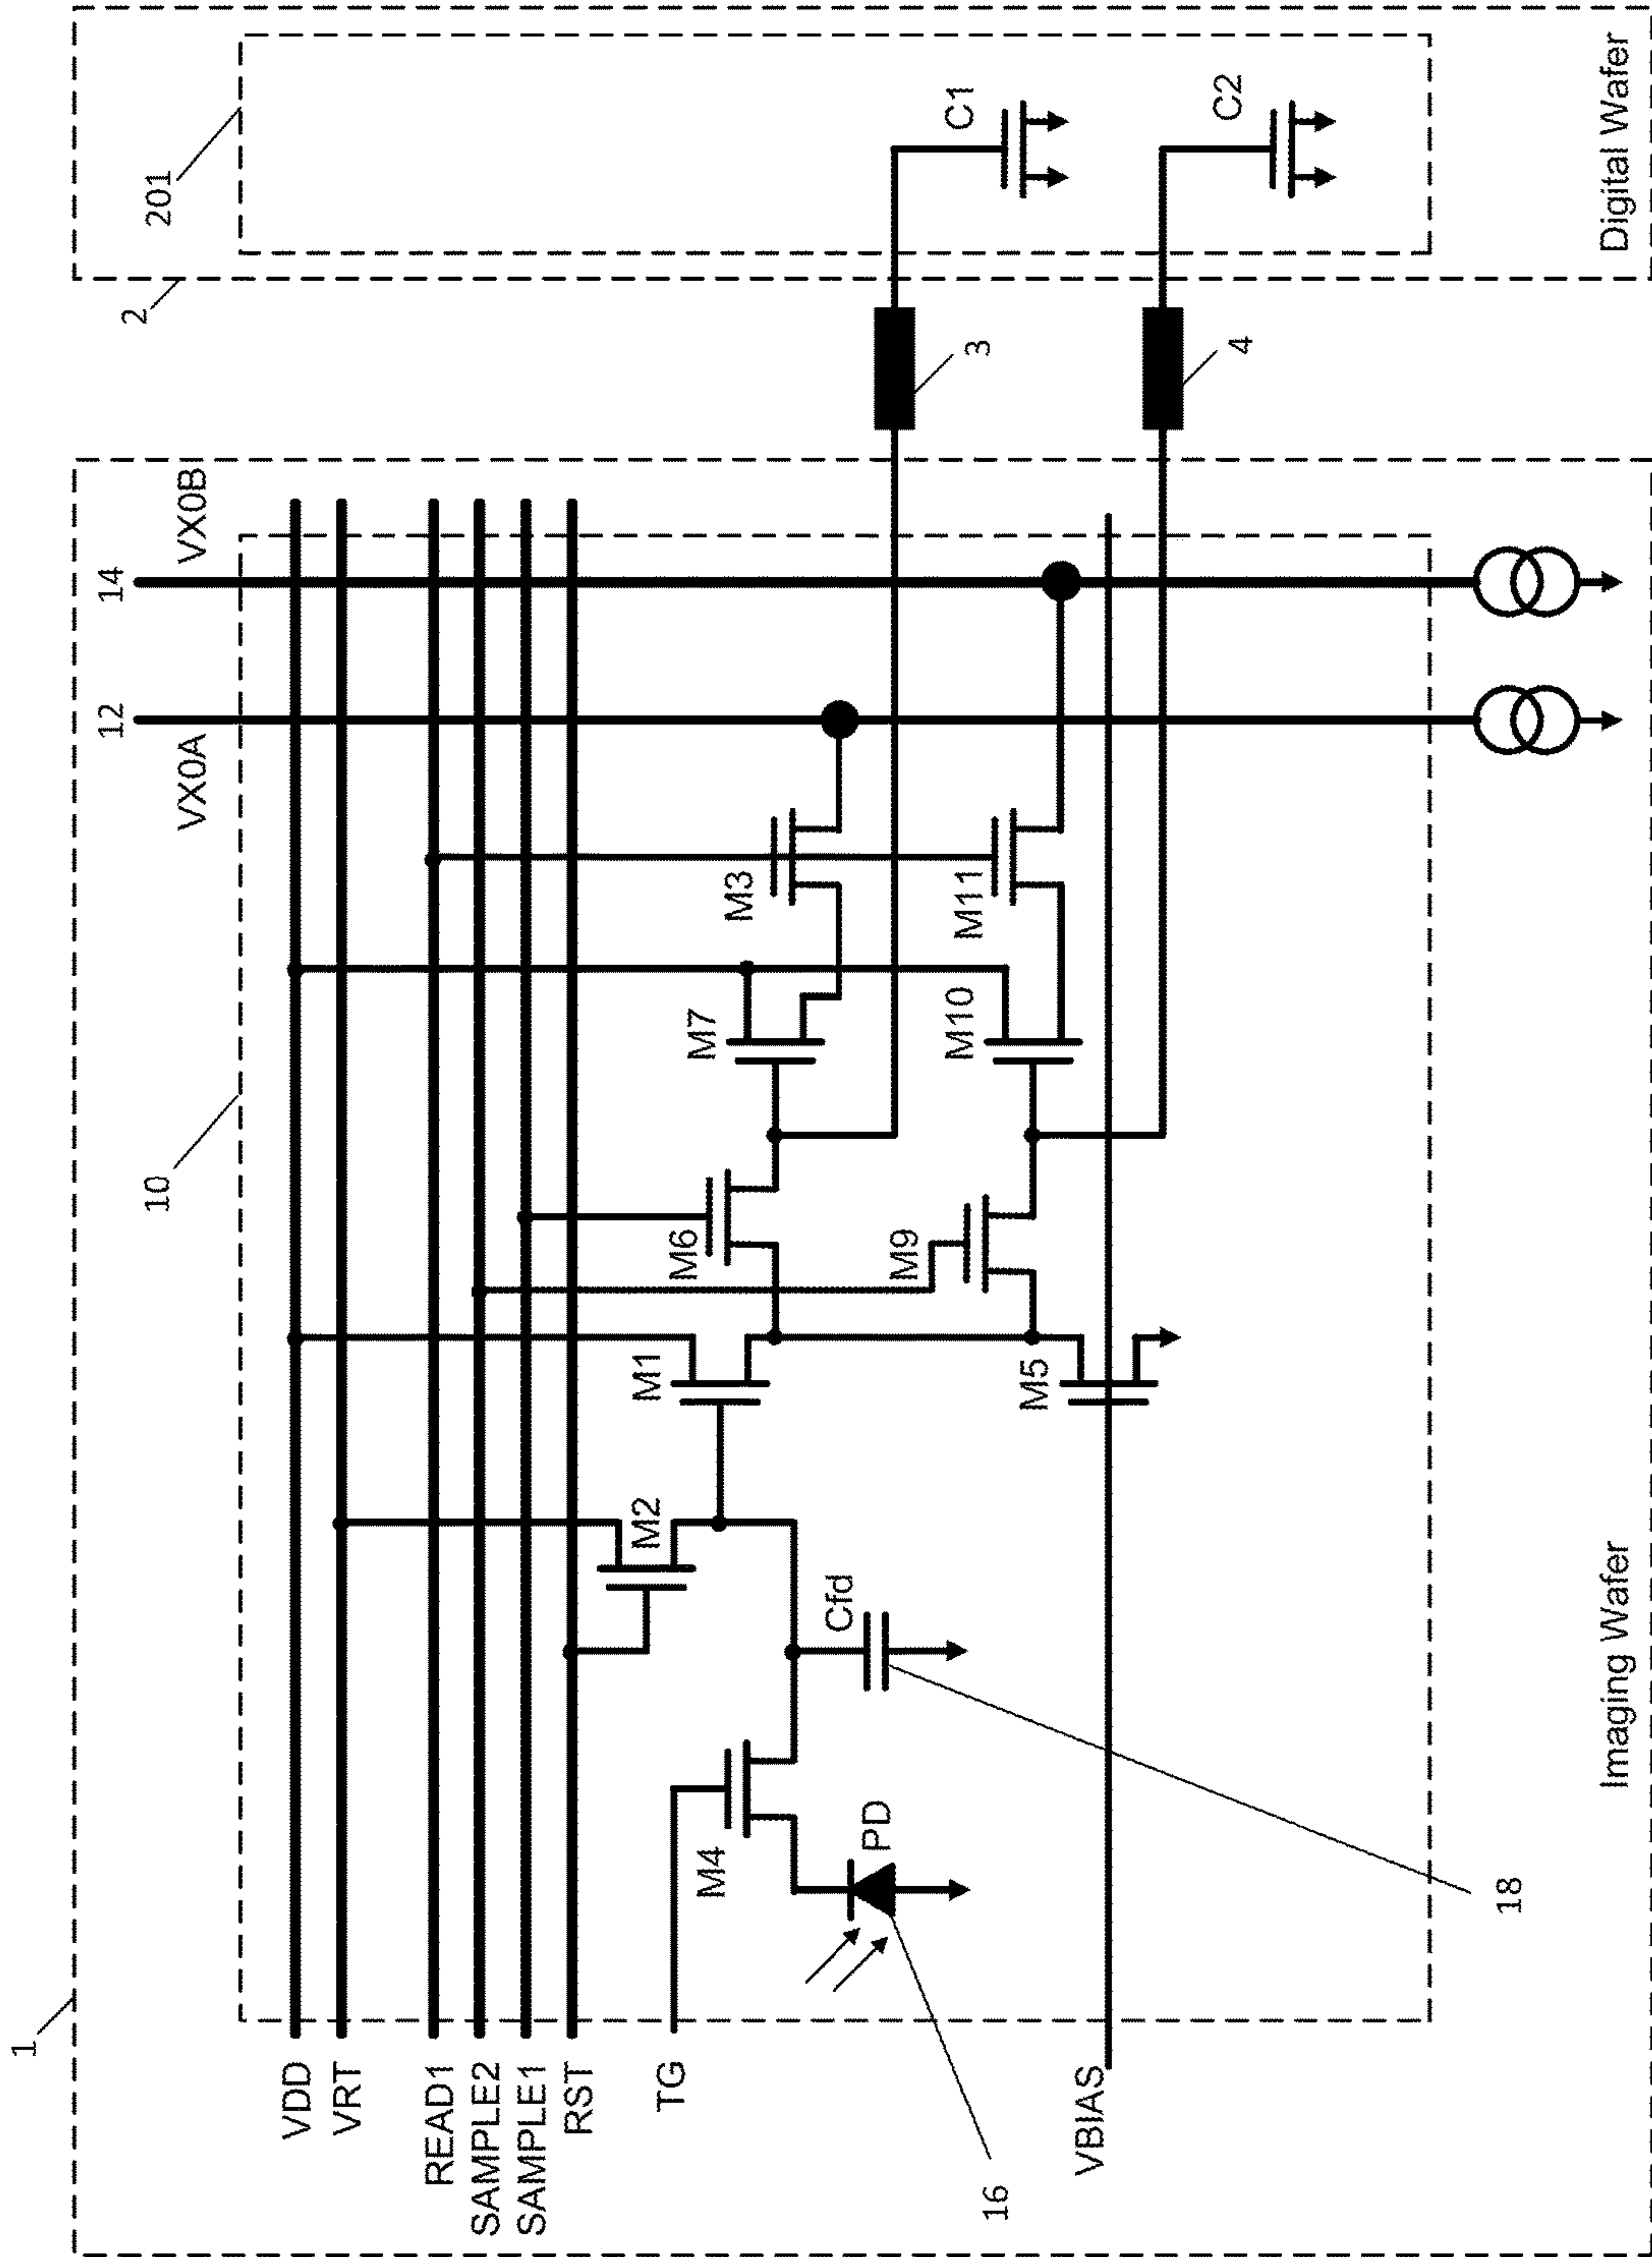 1
10
2
201
VX0A
12
VX0B
14
VDD
VRT
READ1
SAMPLE2
SAMPLE1
RST
TG
VBIAS
M4
PD
Cfd
M2
M1
M5
M6
M9
M7
M10
M3
M11
3
4
C1
C2
16
18
Imaging Wafer
Digital Wafer